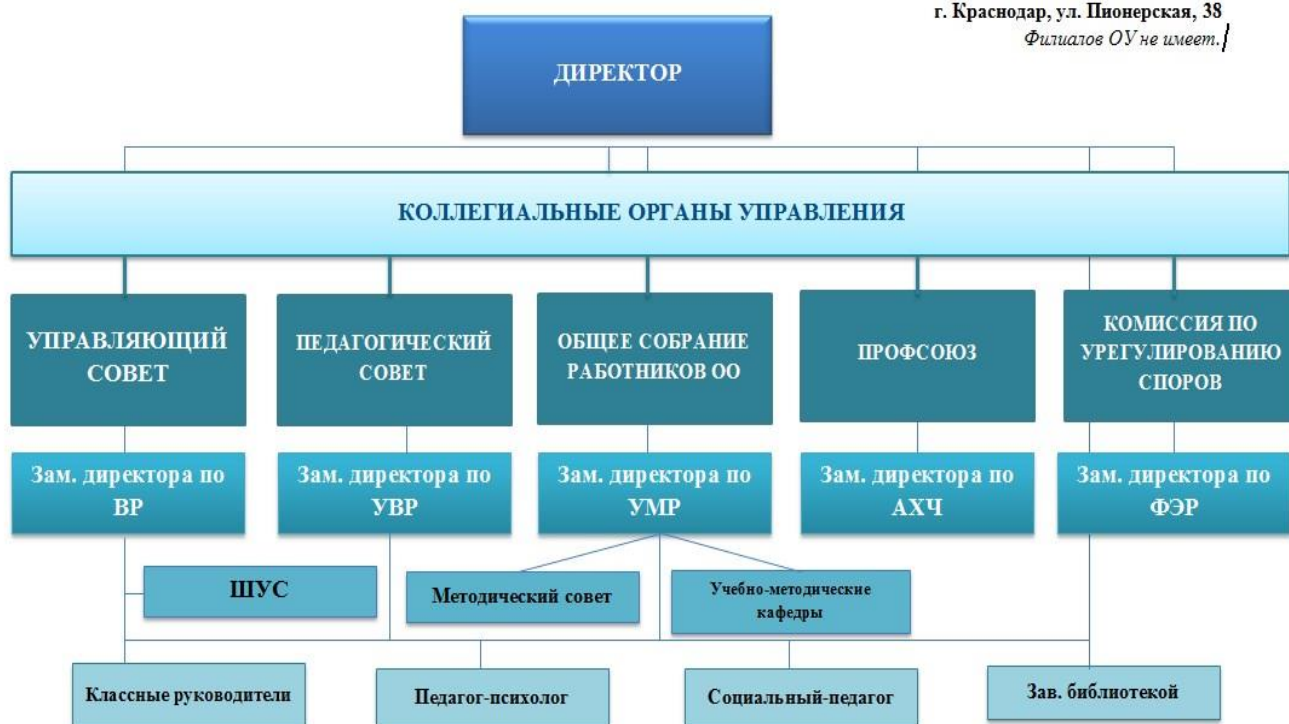 г. Краснодар, ул. Пионерская, 38
Филиалов ОУ не имеет.
ДИРЕКТОР
КОЛЛЕГИАЛЬНЫЕ ОРГАНЫ УПРАВЛЕНИЯ
УПРАВЛЯЮЩИЙ
СОВЕТ
ПЕДАГОГИЧЕСКИЙ
СОВЕТ
ОБЩЕЕ СОБРАНИЕ
РАБОТНИКОВ ОО
ПРОФСОЮЗ
КОМИССИЯ ПО
УРЕГУЛИРОВАНИЮ
СПОРОВ
Зам. директора по
ВР
Зам. директора по
УВР
Зам. директора по
УМР
Зам. директора по
АХЧ
Зам. директора по
ФЭР
ШУС
Методический совет
Учебно-методические
кафедры
Классные руководители
Педагог-психолог
Социальный-педагог
Зав. библиотекой